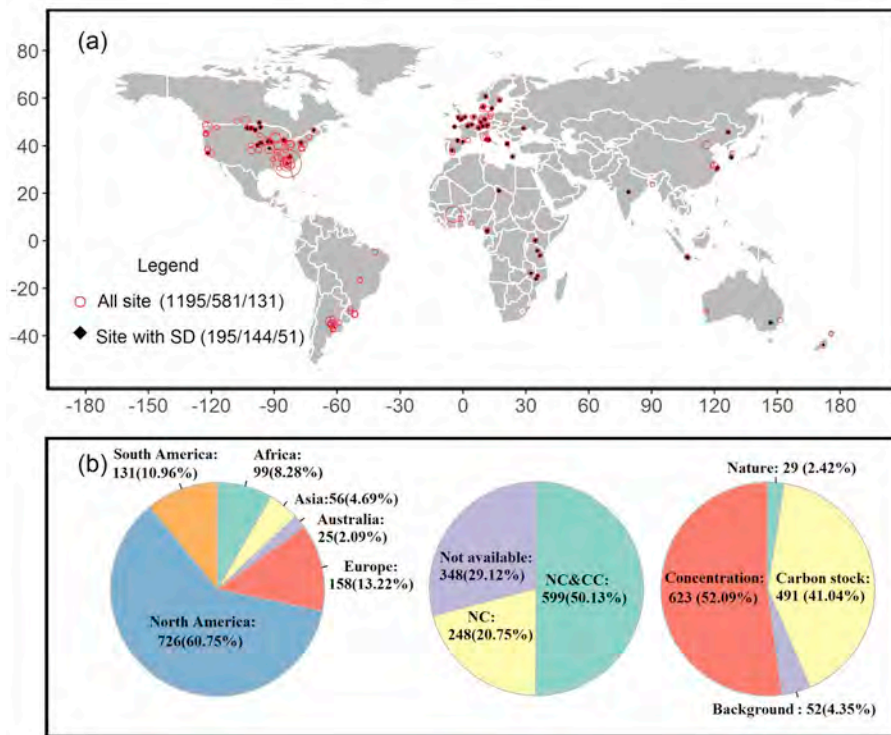 (a)
80
60
40
20
0
-20
-40
Legend
All site (1195/581/131)
Site with SD (195/144/51)
-180 -150 -120 -90 -60 -30 0 30 60 90 120 150 180
(b)
South America:
131(10.96%)
Africa:
99(8.28%)
Asia:56(4.69%)
Australia:
25(2.09%)
Europe:
158(13.22%)
North America:
726(60.75%)
Not available:
348(29.12%)
NC:
248(20.75%)
NC&CC:
599(50.13%)
Nature: 29 (2.42%)
Concentration:
623 (52.09%)
Carbon stock:
491 (41.04%)
Background : 52(4.35%)